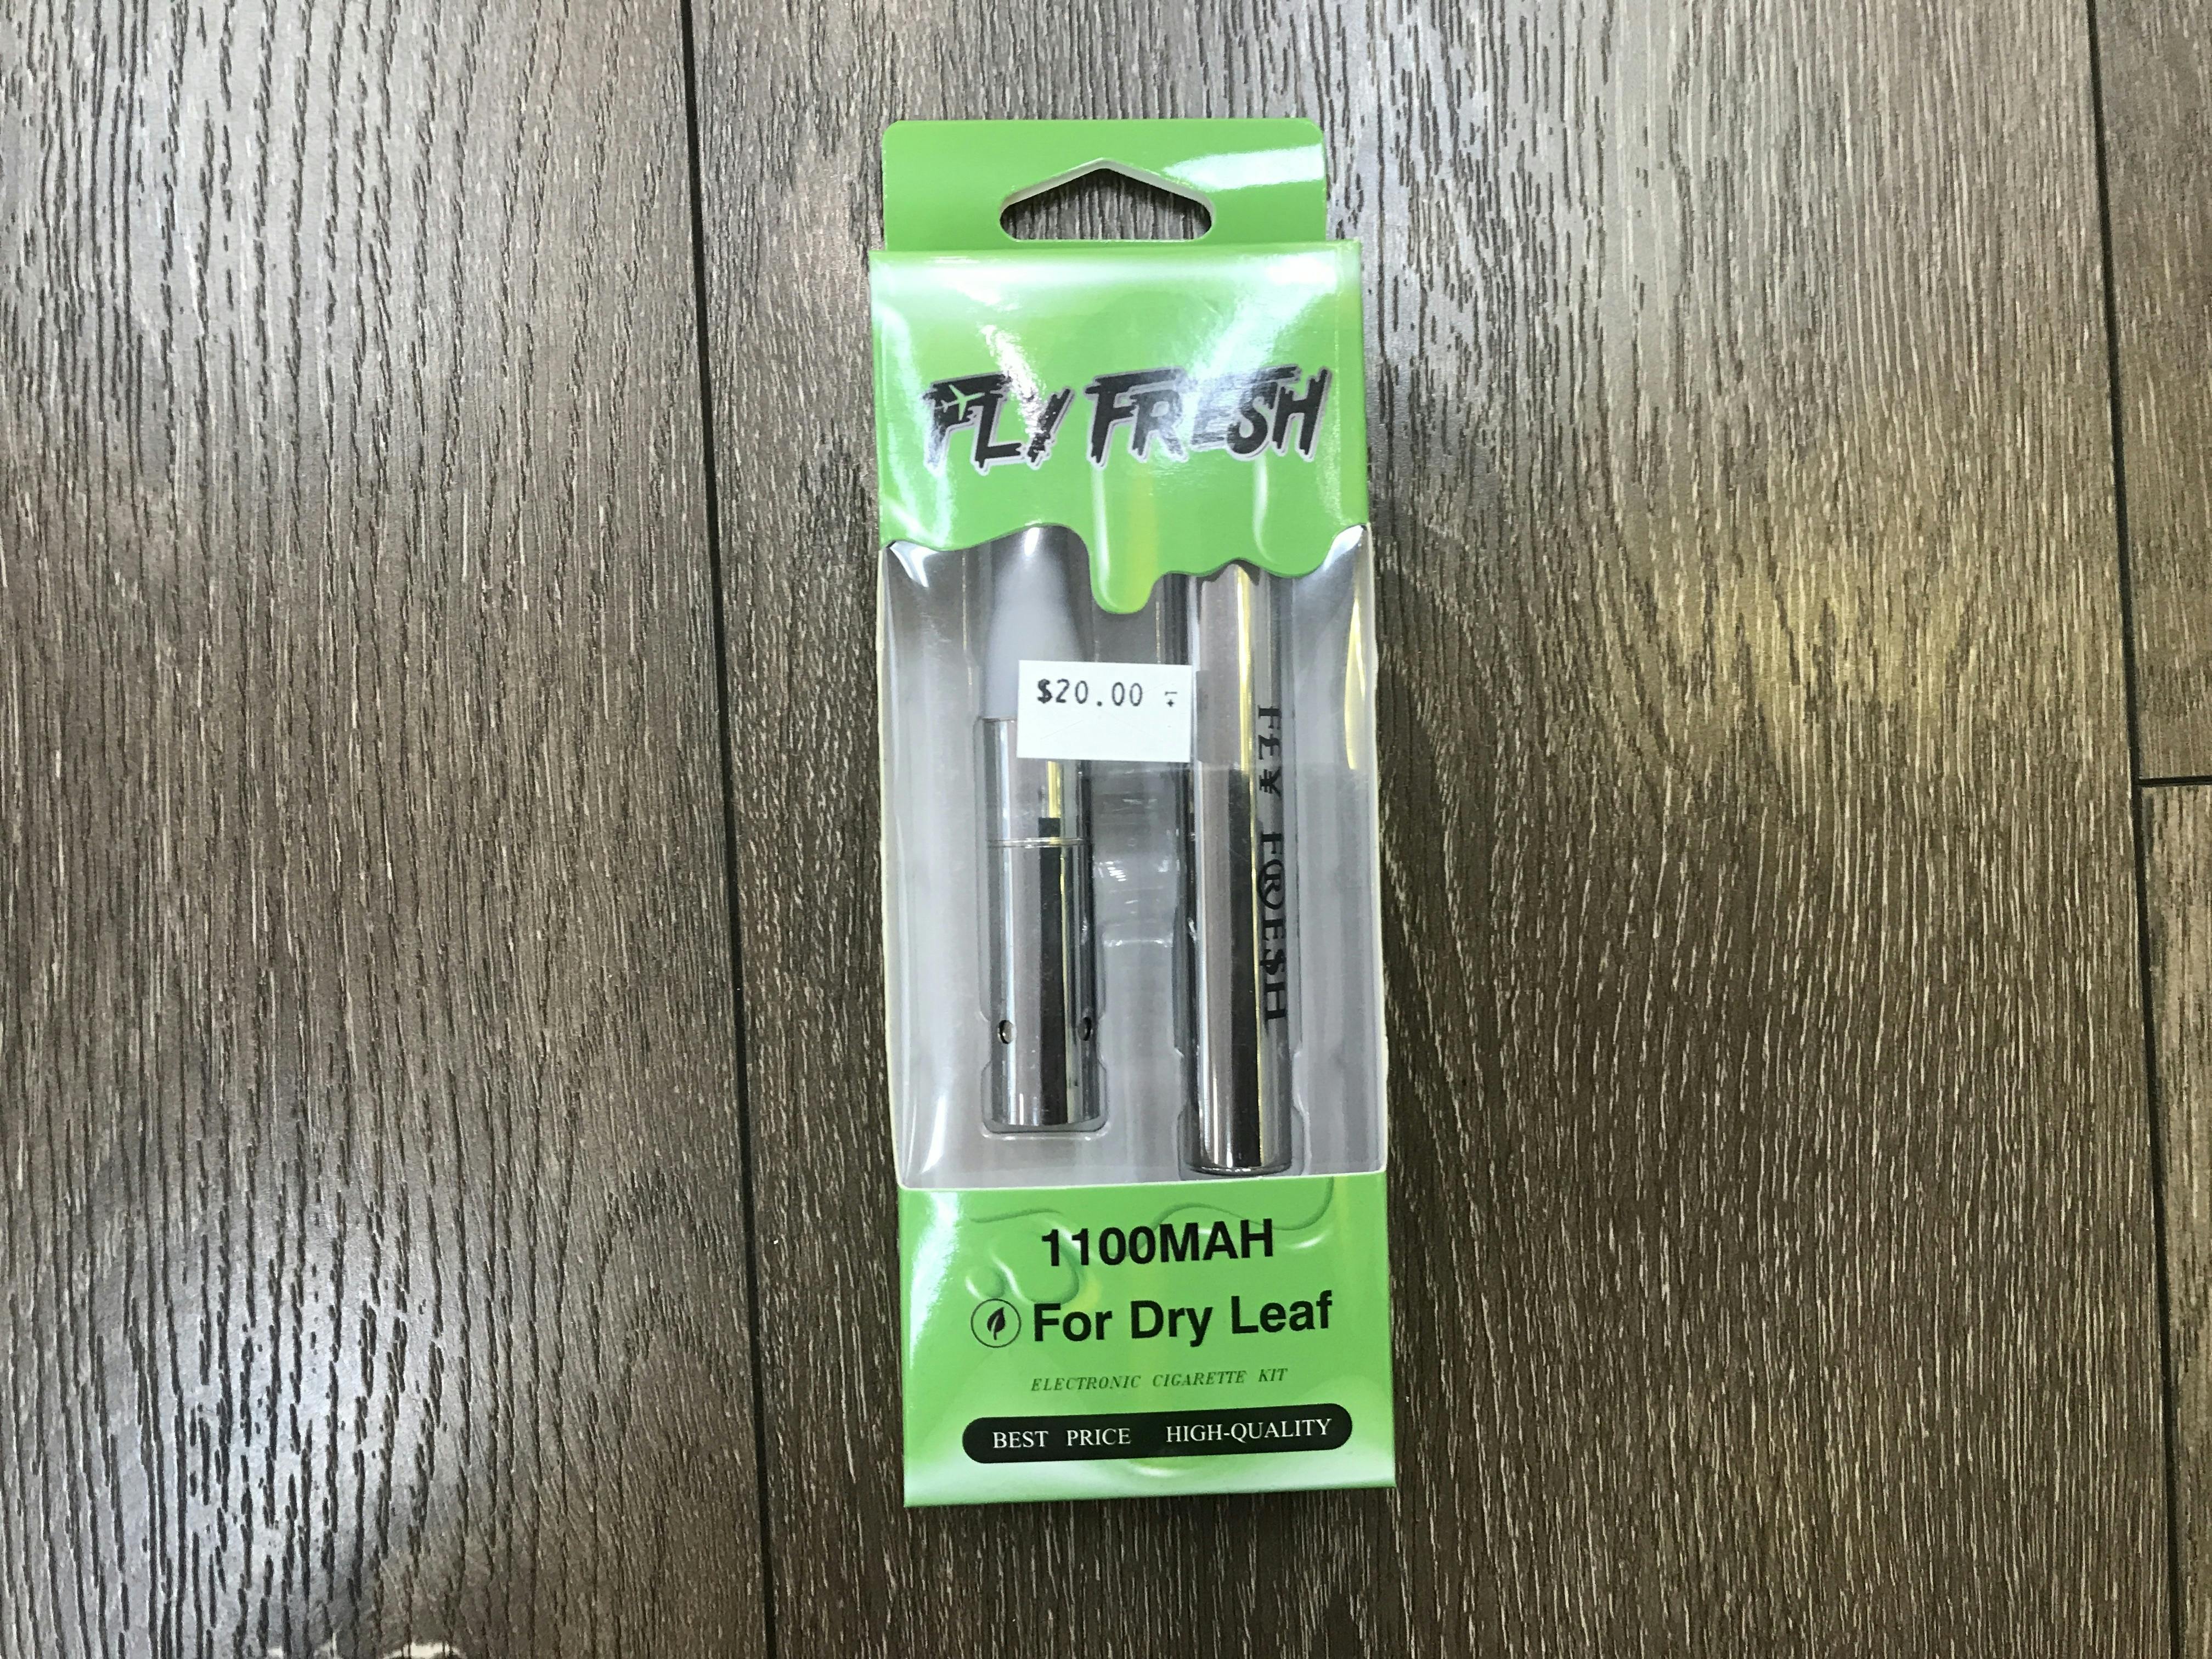 FLY FRESH
$20.00
FLY FRESH
1100MAH
For Dry Leaf
ELECTRONIC CIGARETTE KIT
BEST PRICE HIGH-QUALITY